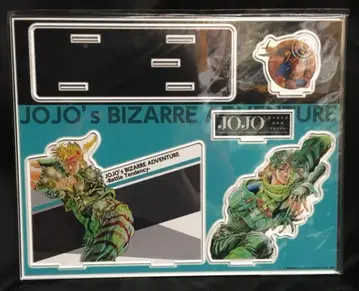 JOJO's BIZARRE ADVENTURE
JOJO
JOJO's BIZARRE ADVENTURE
-Battle Tendency-